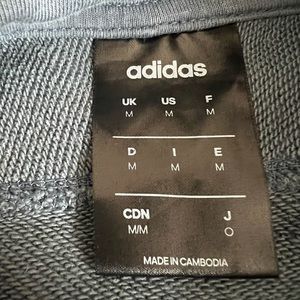 adidas
UK US F
M M M
D I E
M M M
CDN J
M/M O
MADE IN CAMBODIA